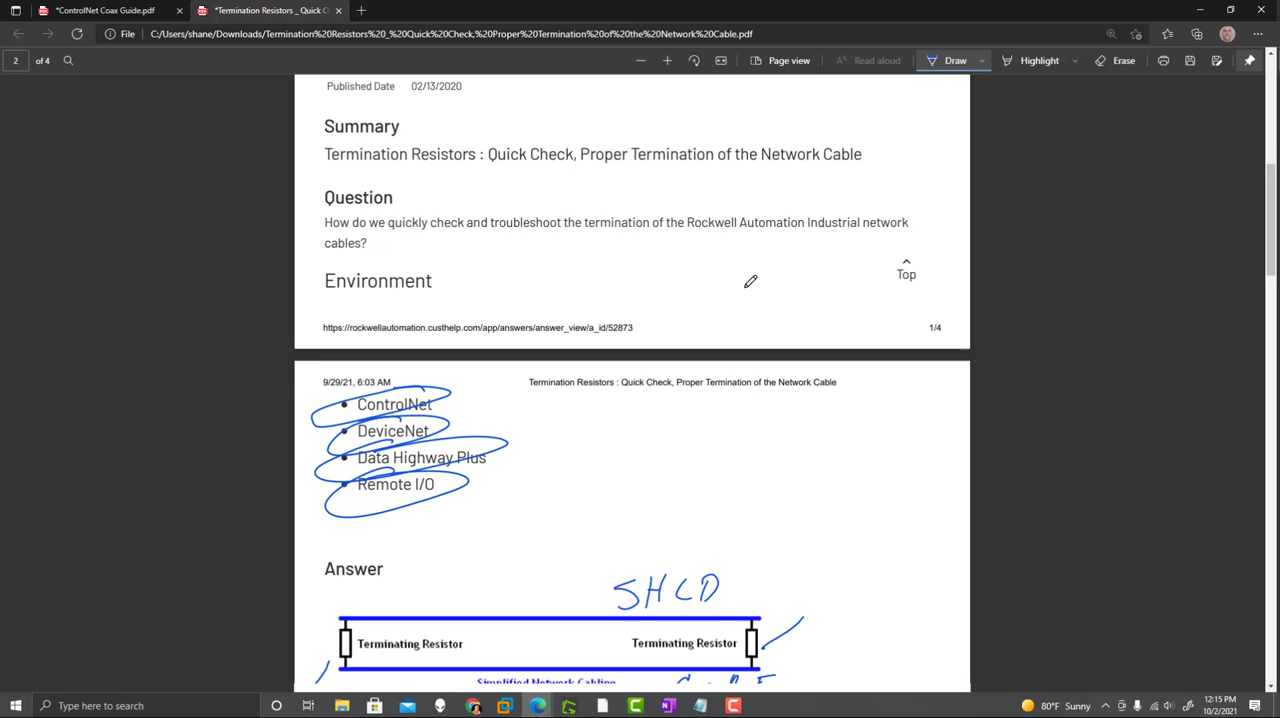 *ControlNet Coax Guide.pdf
*Termination Resistors _ Quick C
File
C:/Users/shane/Downloads/Termination%20Resistors%20_%20Quick%20Check,%20Proper%20Termination%20of%20the%20Network%20Cable.pdf
2 of 4
Page view
Read aloud
Draw
Highlight
Erase
Published Date 02/13/2020
Summary
Termination Resistors : Quick Check, Proper Termination of the Network Cable
Question
How do we quickly check and troubleshoot the termination of the Rockwell Automation Industrial network
cables?
Environment
Top
https://rockwellautomation.custhelp.com/app/answers/answer_view/a_id/52873
1/4
9/29/21, 6:03 AM
Termination Resistors : Quick Check, Proper Termination of the Network Cable
• ControlNet
• DeviceNet
• Data Highway Plus
• Remote I/O
Answer
SHCD
Terminating Resistor
Terminating Resistor
Simplified Network Cabling
Type here to search
80°F Sunny
12:15 PM
10/2/2021